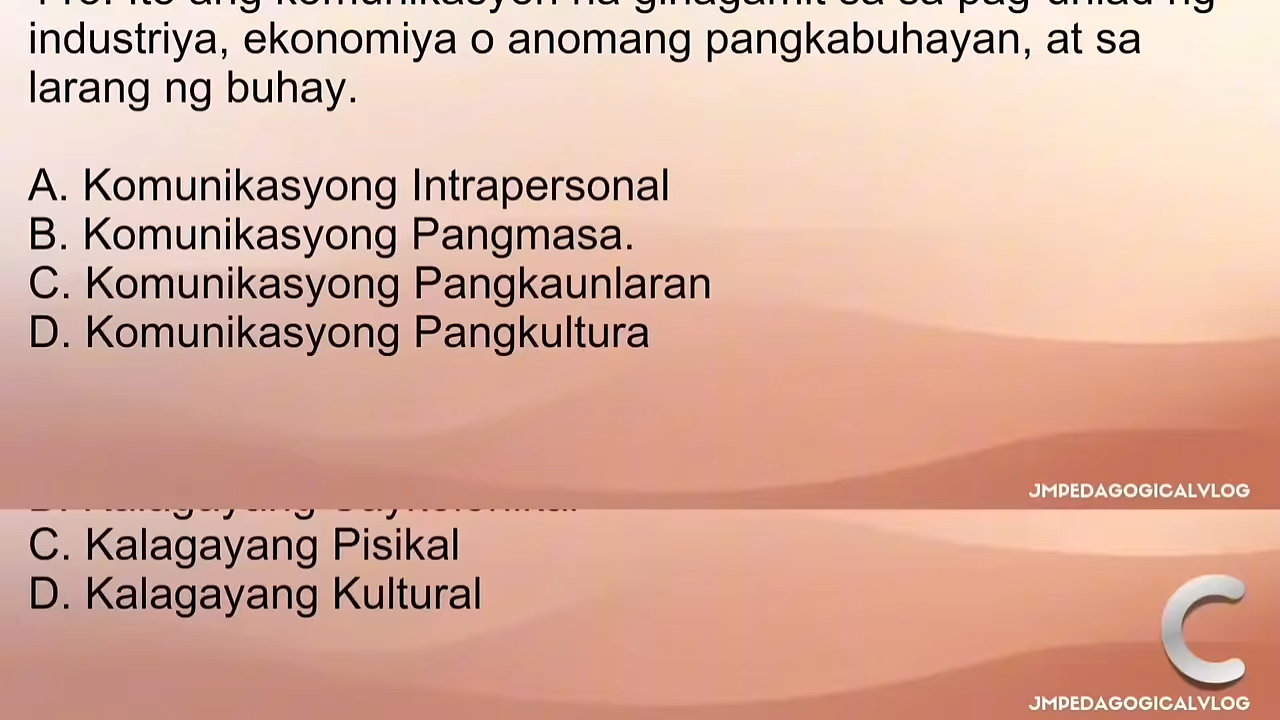 industriya, ekonomiya o anomang pangkabuhayan, at sa
larang ng buhay.
A. Komunikasyong Intrapersonal
B. Komunikasyong Pangmasa.
C. Komunikasyong Pangkaunlaran
D. Komunikasyong Pangkultura
JMPEDAGOGICALVLOG
C. Kalagayang Pisikal
D. Kalagayang Kultural
C
JMPEDAGOGICALVLOG